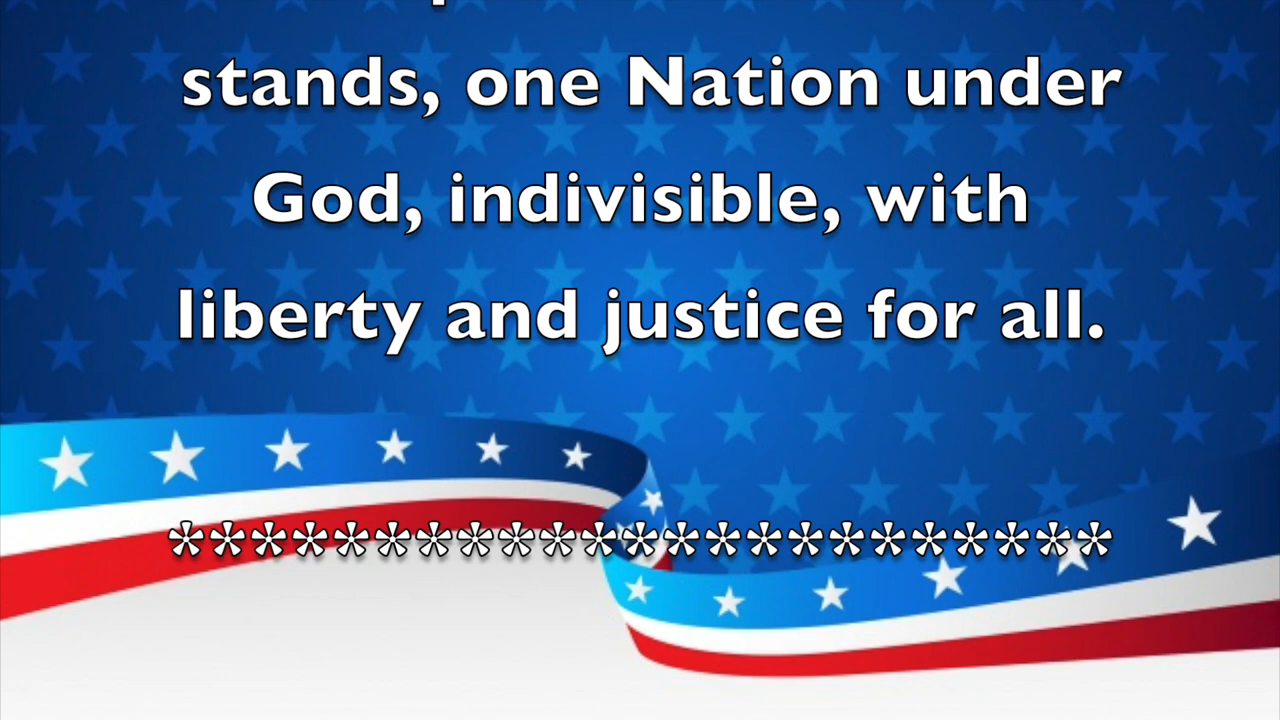 stands, one Nation under
God, indivisible, with
liberty and justice for all.
***********************